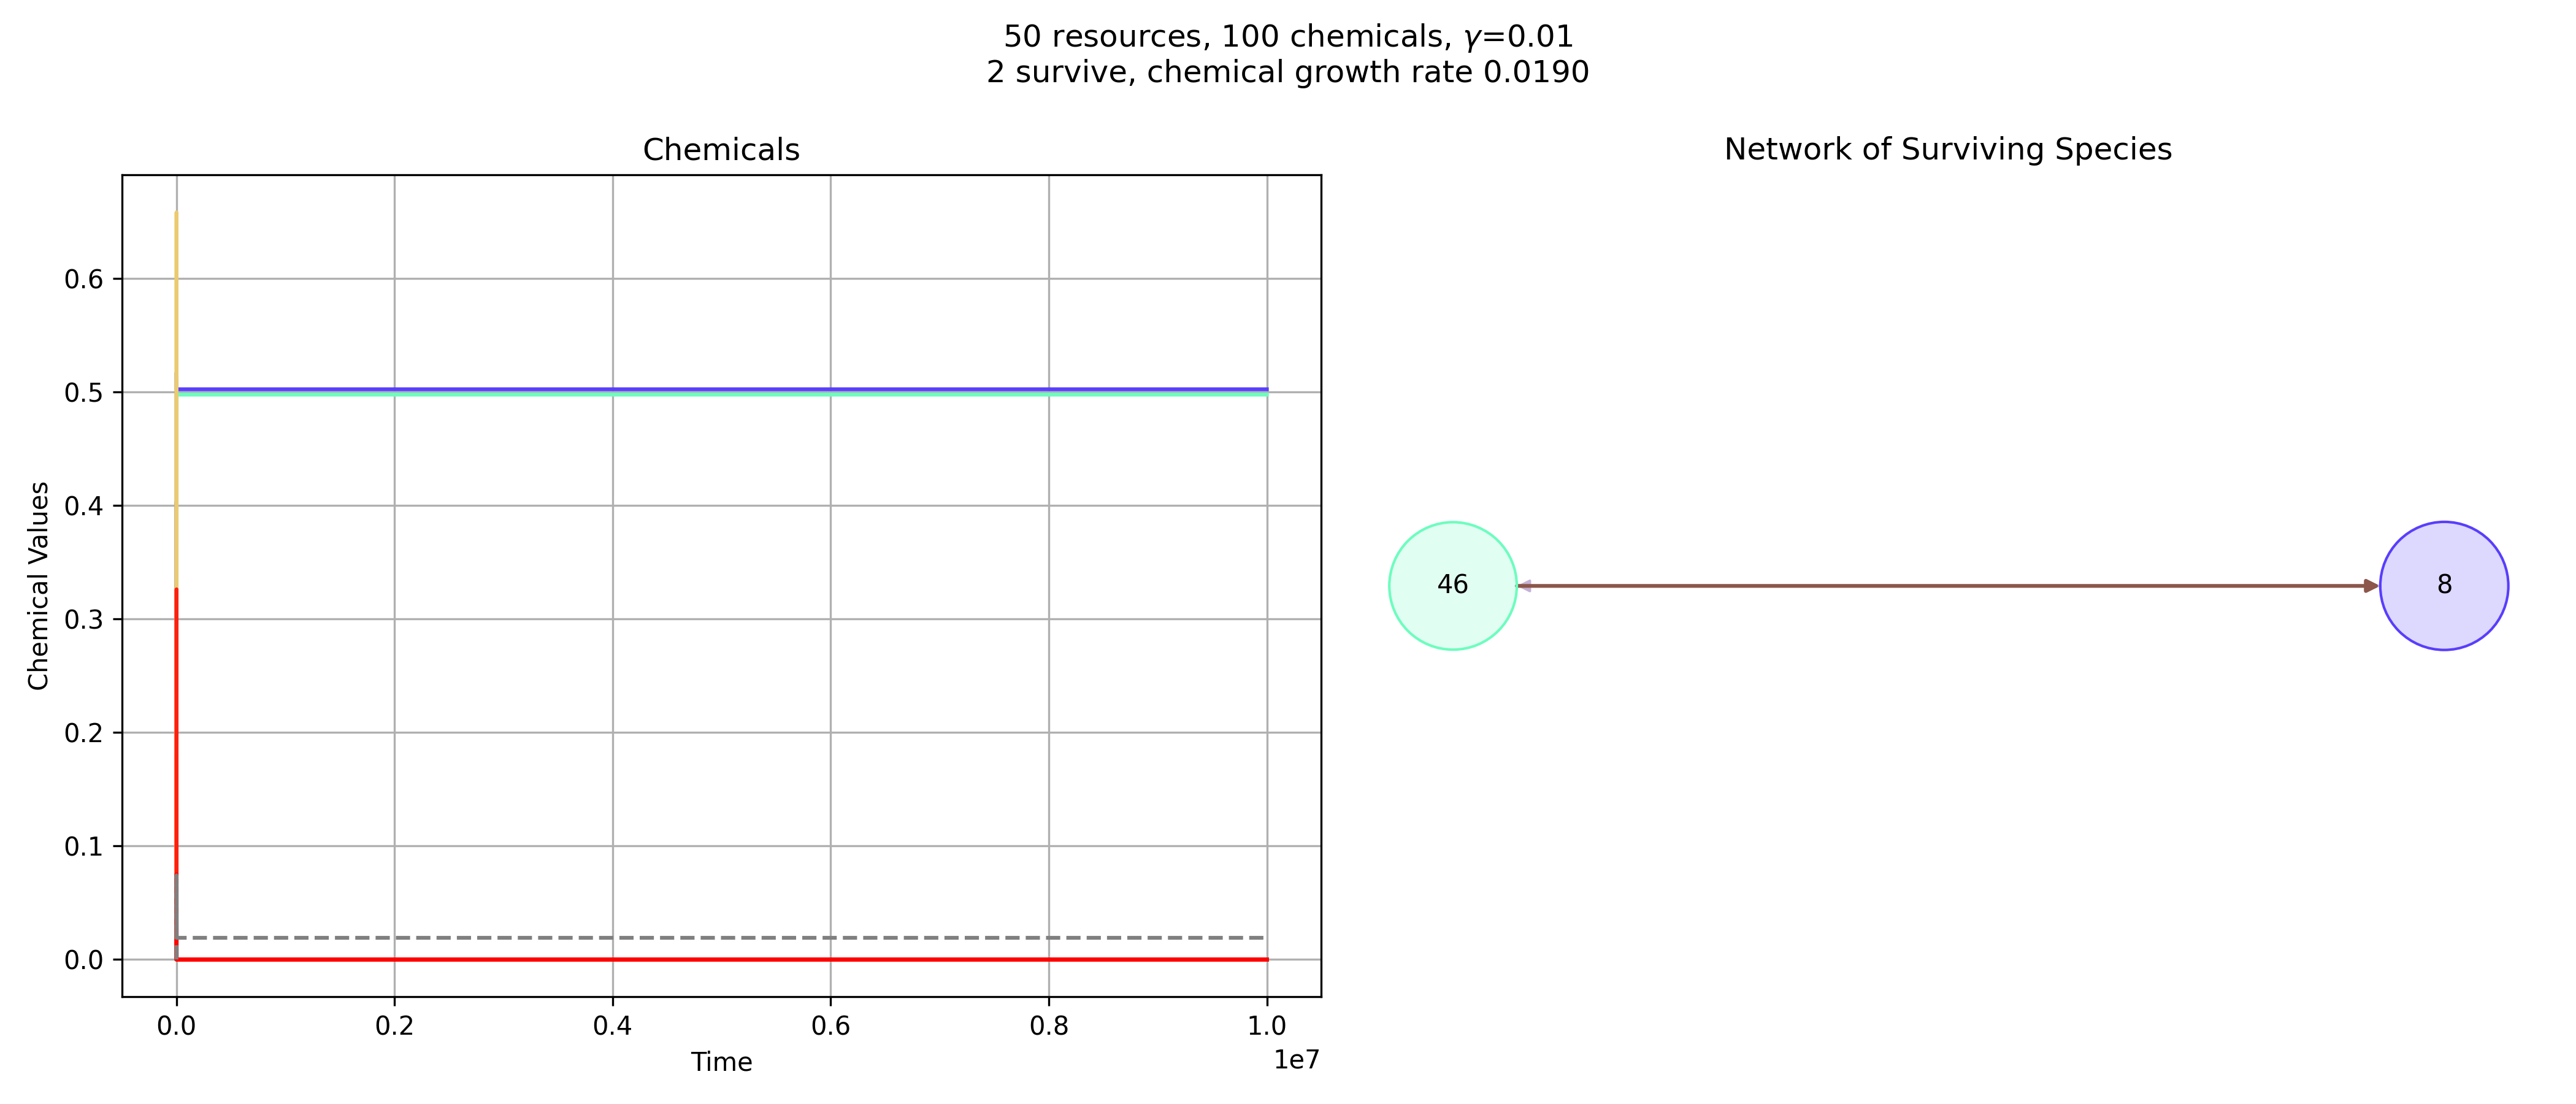 50 resources, 100 chemicals, γ=0.01
2 survive, chemical growth rate 0.0190
Chemicals
Network of Surviving Species
Chemical Values
0.6
0.5
0.4
0.3
0.2
0.1
0.0
0.0 0.2 0.4 0.6 0.8 1.0
1e7
Time
46
8